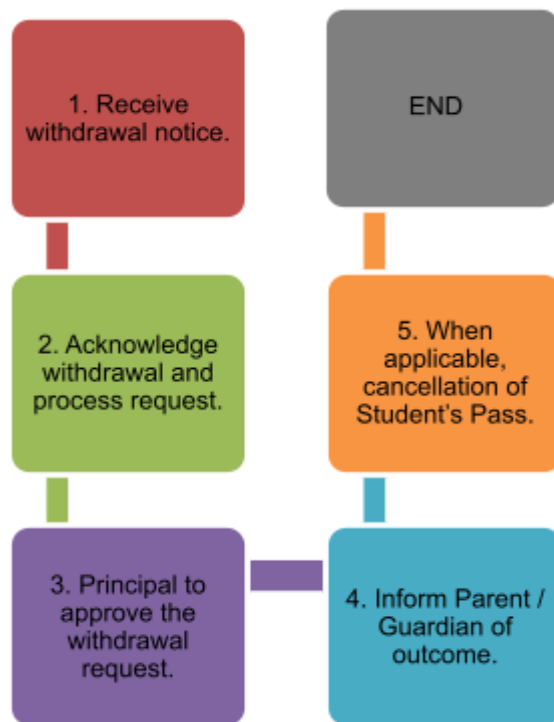 1. Receive
withdrawal notice.
2. Acknowledge
withdrawal and
process request.
3. Principal to
approve the
withdrawal
request.
4. Inform Parent /
Guardian of
outcome.
5. When
applicable,
cancellation of
Student's Pass.
END